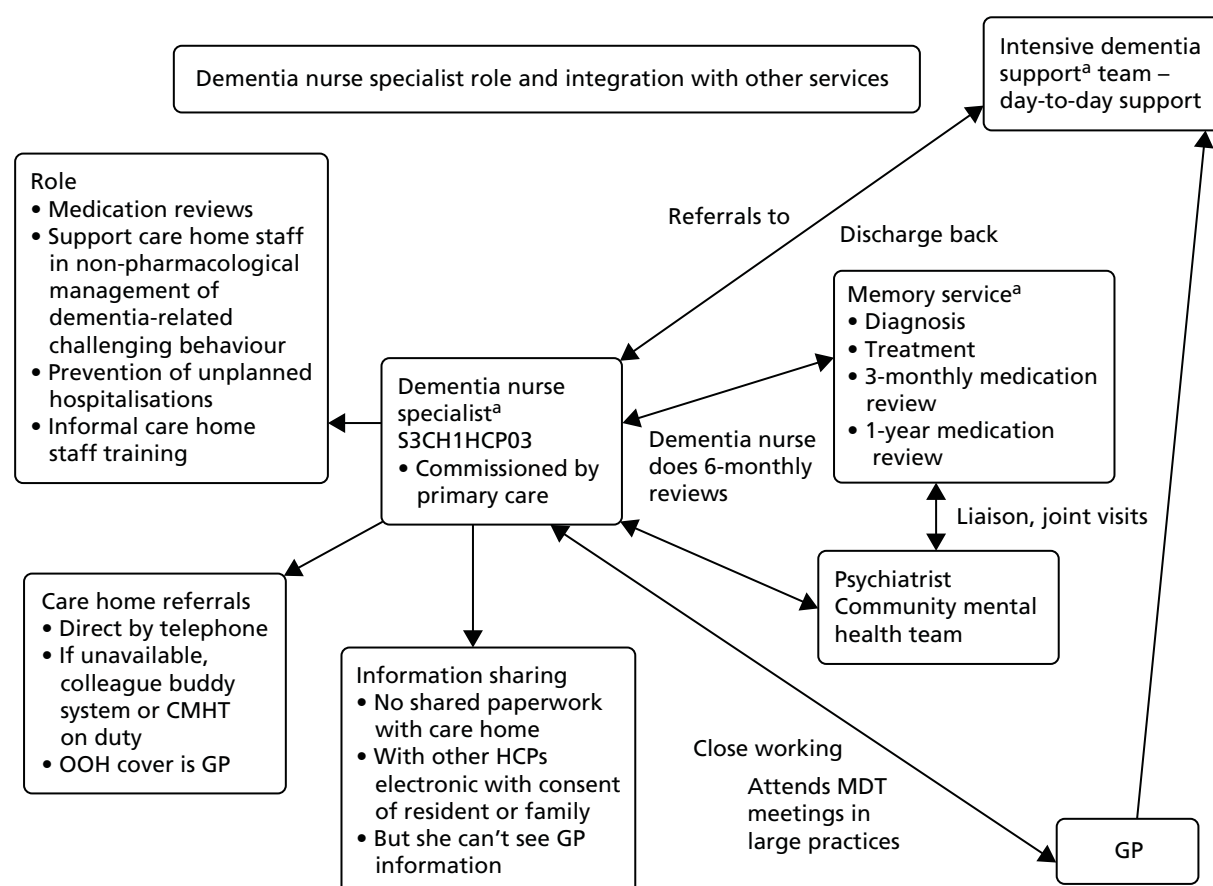 Dementia nurse specialist role and integration with other services
Intensive dementia
supportᵃ team –
day-to-day support
Role
• Medication reviews
• Support care home staff
in non-pharmacological
management of
dementia-related
challenging behaviour
• Prevention of unplanned
hospitalisations
• Informal care home
staff training
Referrals to
Discharge back
Memory serviceᵃ
• Diagnosis
• Treatment
• 3-monthly medication
review
• 1-year medication
review
Dementia nurse
specialistᵃ
S3CH1HCP03
• Commissioned by
primary care
Dementia nurse
does 6-monthly
reviews
Liaison, joint visits
Psychiatrist
Community mental
health team
Care home referrals
• Direct by telephone
• If unavailable,
colleague buddy
system or CMHT
on duty
• OOH cover is GP
Information sharing
• No shared paperwork
with care home
• With other HCPs
electronic with consent
of resident or family
• But she can’t see GP
information
Close working
Attends MDT
meetings in
large practices
GP